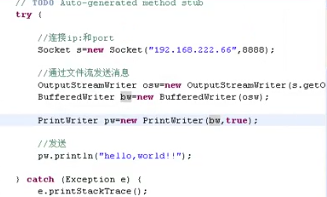 // TODO Auto-generated method stub
try {
//连接ip:和port
Socket s=new Socket("192.168.222.66",8888);
//通过文件流发送消息
OutputStreamWriter osw=new OutputStreamWriter(s.getO
BufferedWriter bw=new BufferedWriter(osw);
PrintWriter pw=new PrintWriter(bw,true);
//发送
pw.println("hello,world!!");
} catch (Exception e) {
e.printStackTrace();